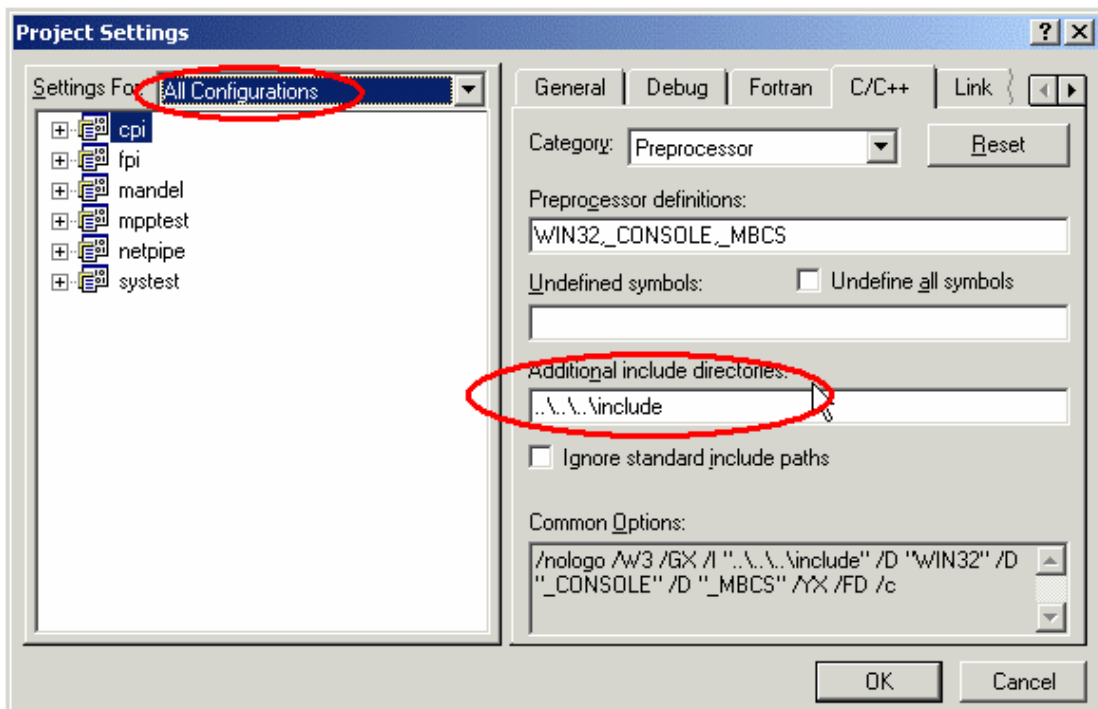 Project Settings
Settings For: All Configurations
cpi
fpi
mandel
mpptest
netpipe
systest
General Debug Fortran C/C++ Link
Category: Preprocessor Reset
Preprocessor definitions:
WIN32,_CONSOLE,_MBCS
Undefined symbols: Undefine all symbols
Additional include directories:
..\..\..\include
Ignore standard include paths
Common Options:
/nologo /W3 /GX /I "..\..\..\include" /D "WIN32" /D
"_CONSOLE" /D "_MBCS" /YX /FD /c
OK Cancel